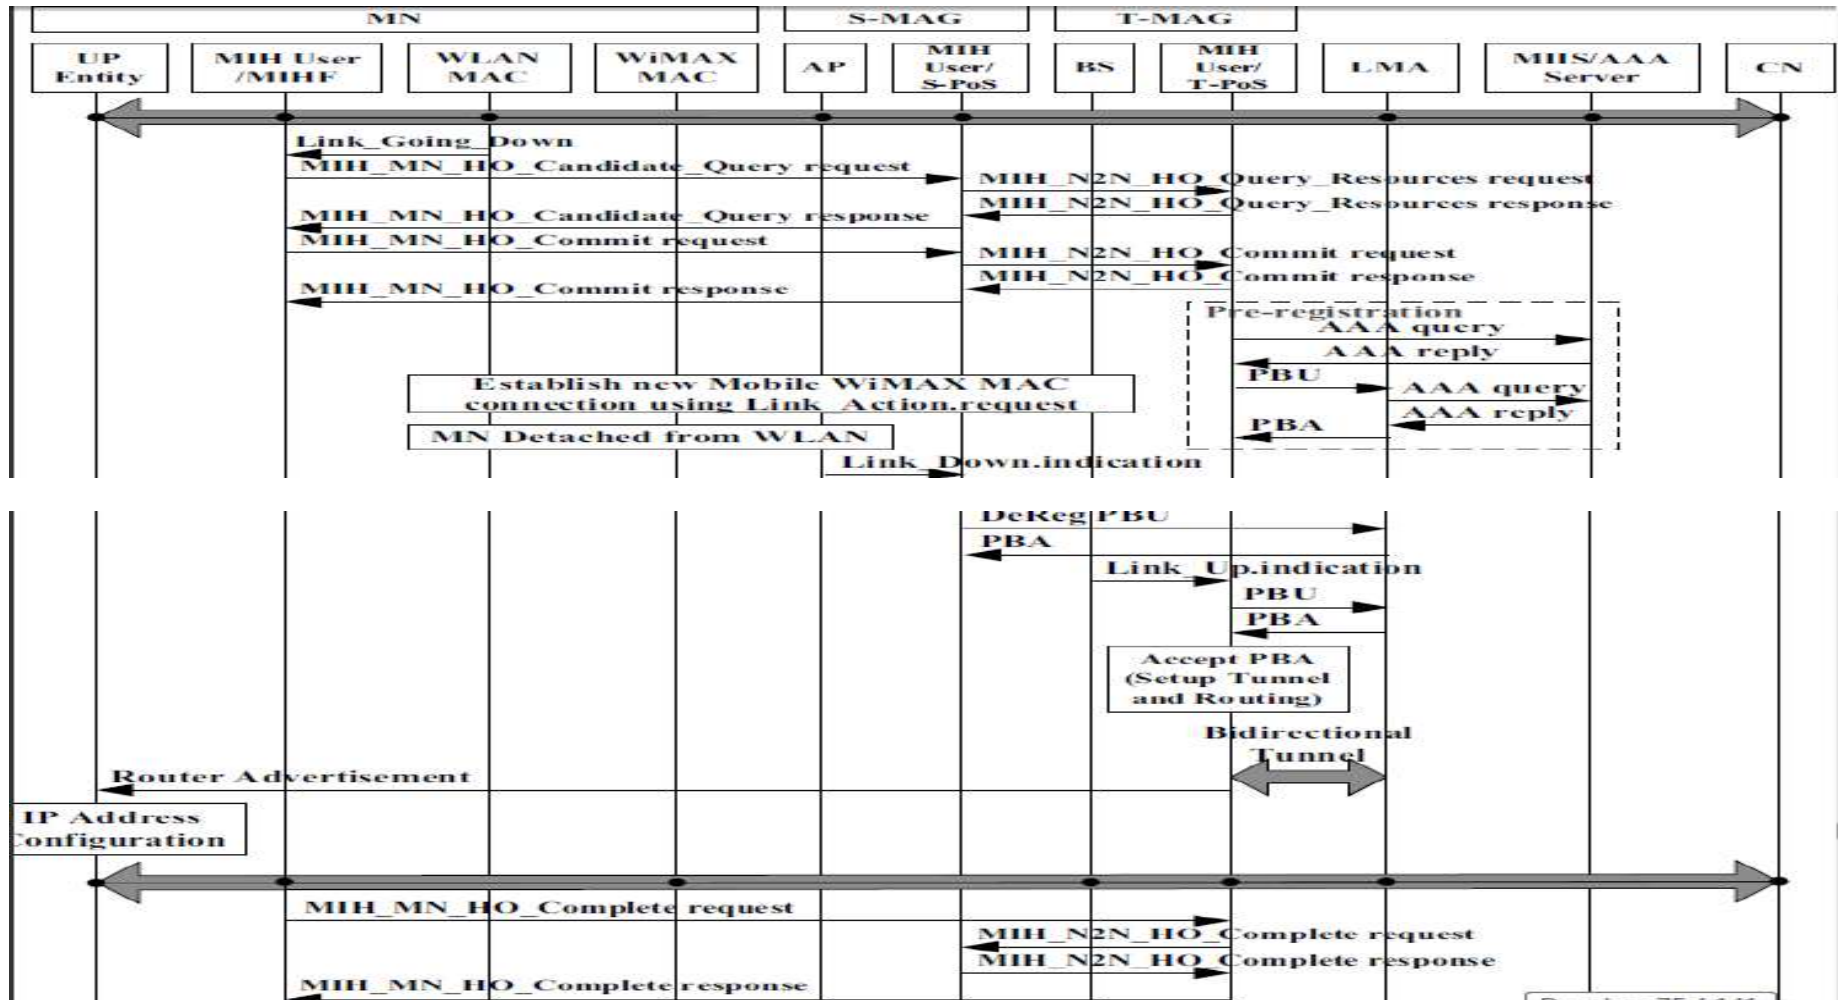 MN
S-MAG
T-MAG
UP
Entity
MIH User
/MIHF
WLAN
MAC
WiMAX
MAC
AP
MIH
User/
S-PoS
BS
MIH
User/
T-PoS
LMA
MIIS/AAA
Server
CN
Link_Going_Down
MIH_MN_HO_Candidate_Query request
MIH_N2N_HO_Query_Resources request
MIH_N2N_HO_Query_Resources response
MIH_MN_HO_Candidate_Query response
MIH_MN_HO_Commit request
MIH_N2N_HO_Commit request
MIH_N2N_HO_Commit response
MIH_MN_HO_Commit response
Pre-registration
AAA query
AAA reply
PBU
AAA query
AAA reply
PBA
Establish new Mobile WiMAX MAC
connection using Link_Action.request
MN Detached from WLAN
Link_Down.indication
DeReg PBU
PBA
Link_Up.indication
PBU
PBA
Accept PBA
(Setup Tunnel
and Routing)
Bidirectional
Tunnel
Router Advertisement
IP Address
Configuration
MIH_MN_HO_Complete request
MIH_N2N_HO_Complete request
MIH_N2N_HO_Complete response
MIH_MN_HO_Complete response